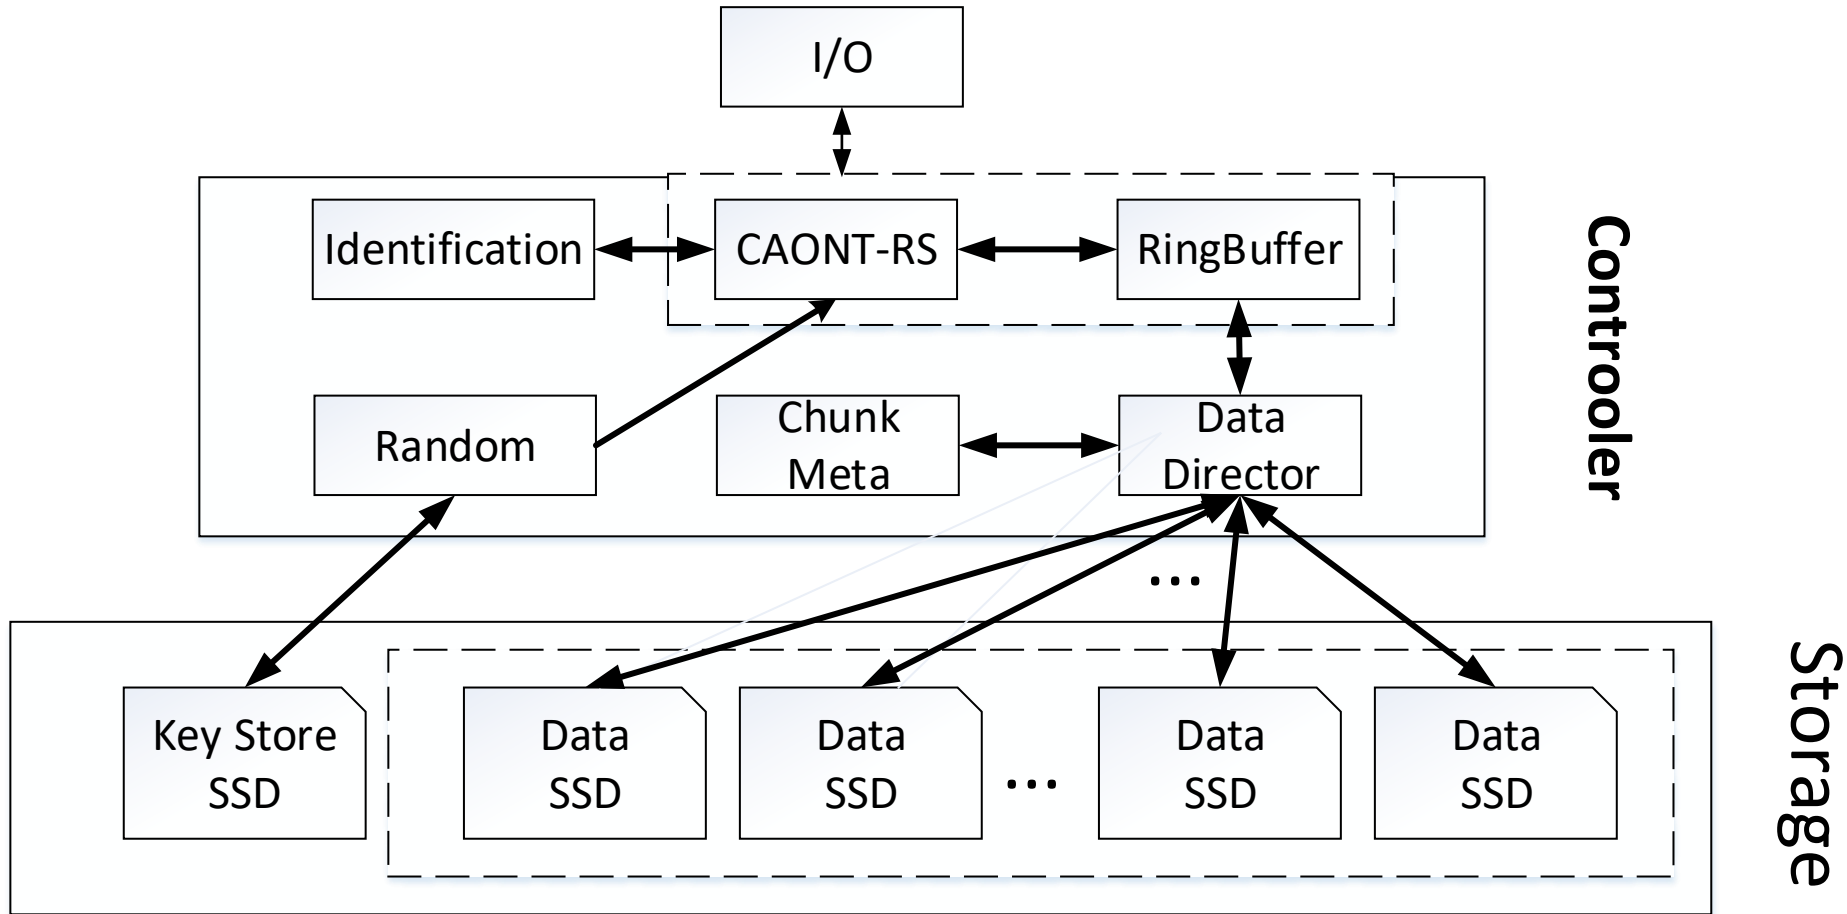 I/O
Identification
CAONT-RS
RingBuffer
Controoler
Random
Chunk
Meta
Data
Director
...
Storage
Key Store
SSD
Data
SSD
Data
SSD
...
Data
SSD
Data
SSD